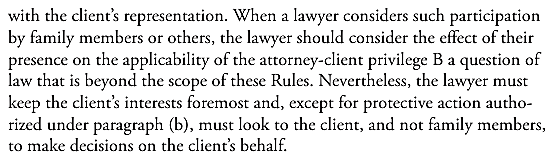 with the client’s representation. When a lawyer considers such participation
by family members or others, the lawyer should consider the effect of their
presence on the applicability of the attorney-client privilege B a question of
law that is beyond the scope of these Rules. Nevertheless, the lawyer must
keep the client’s interests foremost and, except for protective action autho-
rized under paragraph (b), must look to the client, and not family members,
to make decisions on the client’s behalf.